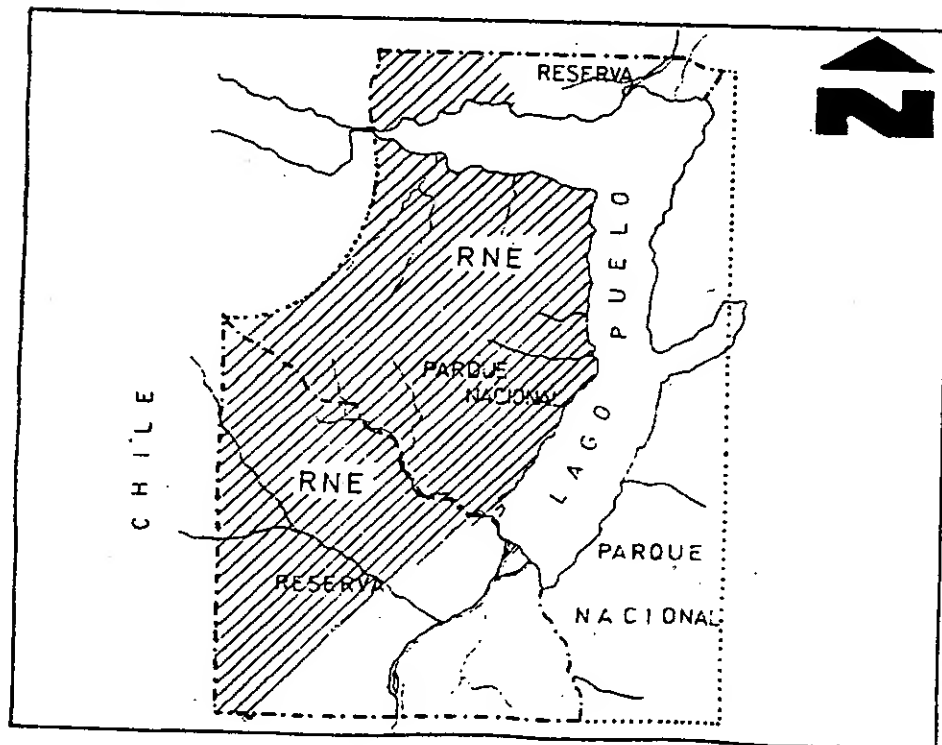 RESERVA
N
RNE
LAGO PUELO
PARQUE
NACIONAL
CHILE
RNE
PARQUE
NACIONAL
RESERVA